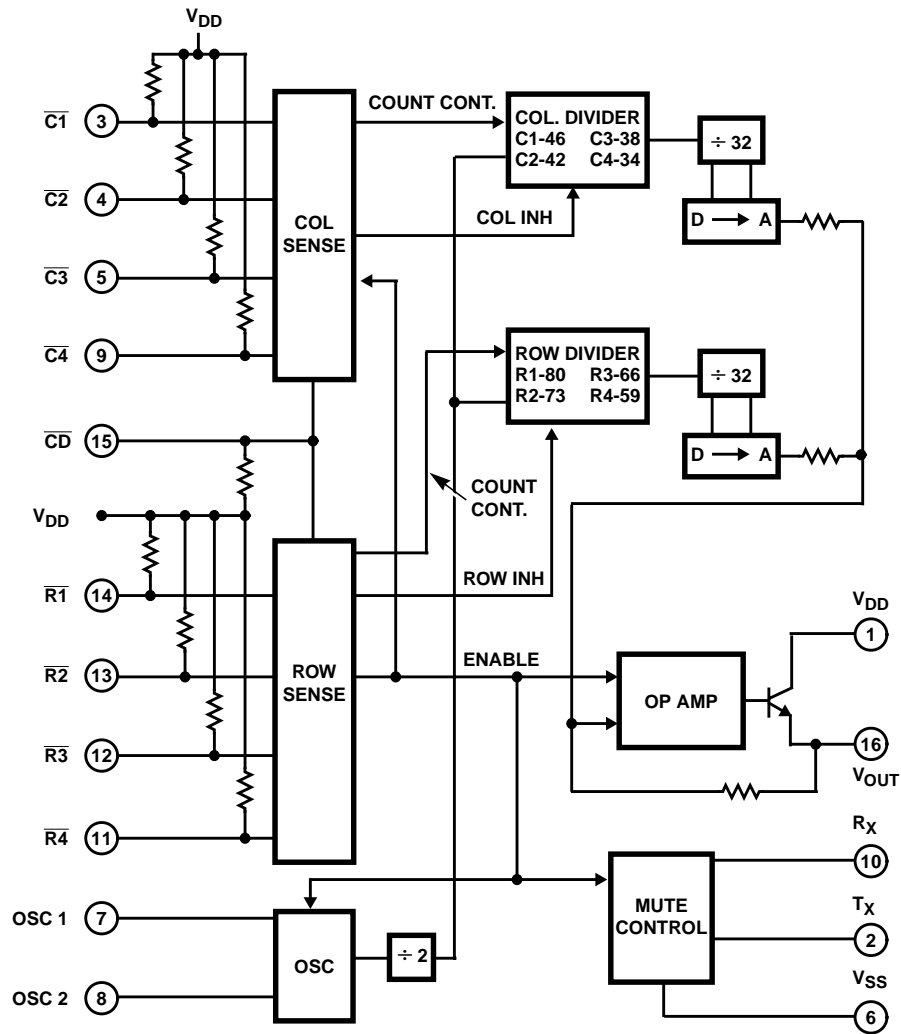 VDD
C1 3
C2 4
C3 5
C4 9
CD 15
VDD
R1 14
R2 13
R3 12
R4 11
OSC 1 7
OSC 2 8
COL
SENSE
ROW
SENSE
OSC
÷ 2
COUNT CONT.
COL INH
COUNT
CONT.
ROW INH
ENABLE
COL. DIVIDER
C1-46 C3-38
C2-42 C4-34
÷ 32
D → A
ROW DIVIDER
R1-80 R3-66
R2-73 R4-59
÷ 32
D → A
OP AMP
MUTE
CONTROL
VDD
1
16
VOUT
RX
10
TX
2
VSS
6